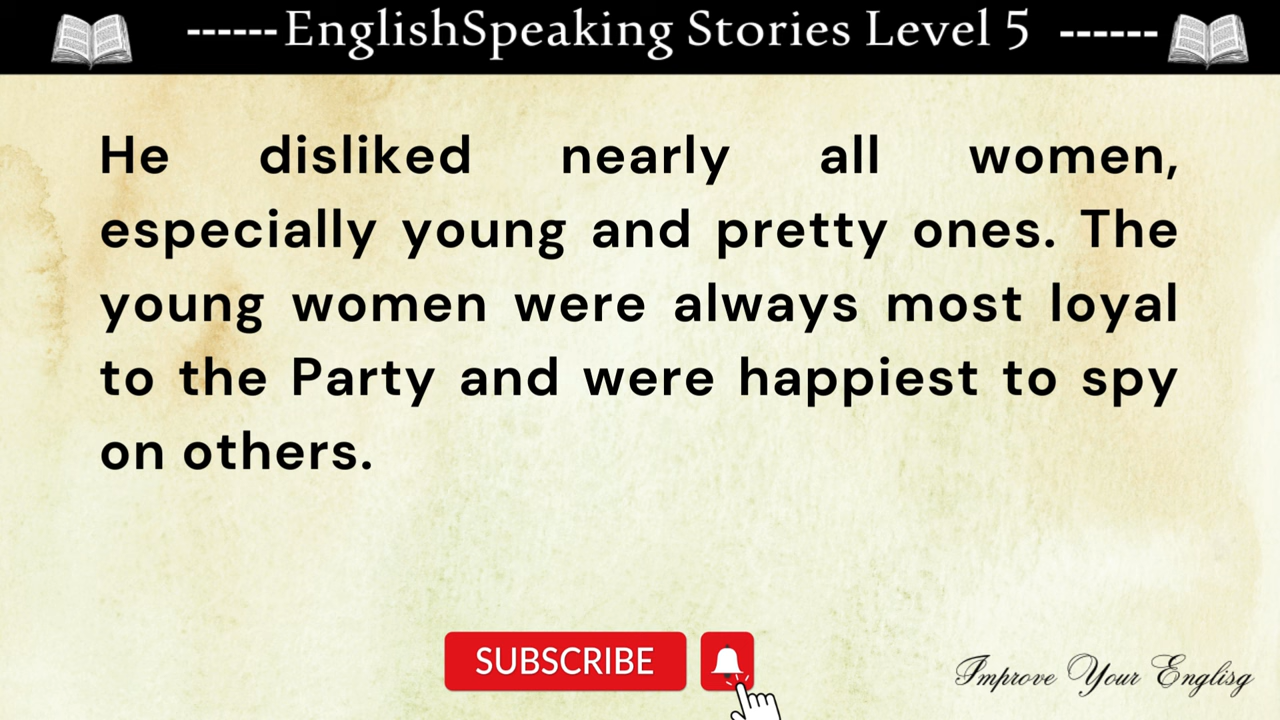 ------EnglishSpeaking Stories Level 5 ------
He disliked nearly all women,
especially young and pretty ones. The
young women were always most loyal
to the Party and were happiest to spy
on others.
SUBSCRIBE
Improve Your Englisg